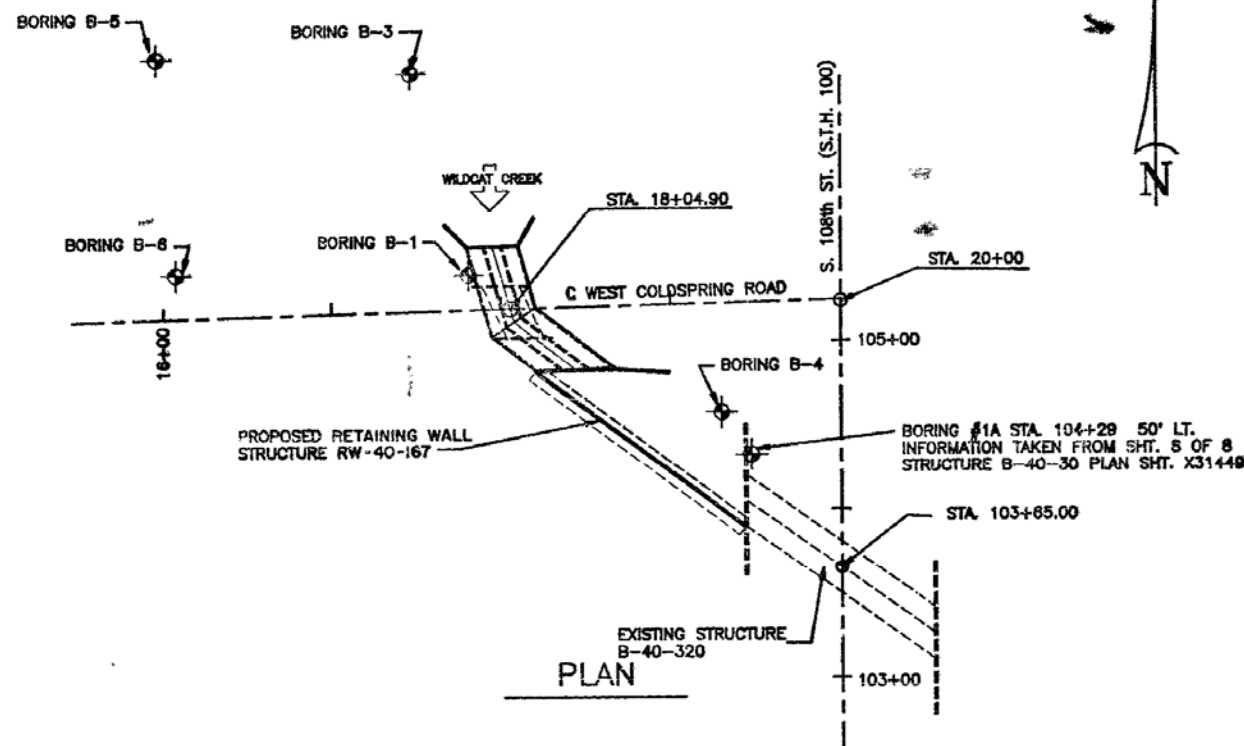 BORING B-5
BORING B-3
S. 108th ST. (S.T.H. 100)
N
WILDCAT CREEK
STA. 18+04.90
BORING B-6
BORING B-1
STA. 20+00
℄ WEST COLDSPRING ROAD
16+00
105+00
BORING B-4
PROPOSED RETAINING WALL
STRUCTURE RW-40-167
BORING #1A STA. 104+28 50' LT.
INFORMATION TAKEN FROM SHT. 8 OF 8
STRUCTURE B-40-30 PLAN SHT. X31449
STA. 103+65.00
EXISTING STRUCTURE
B-40-320
PLAN
103+00